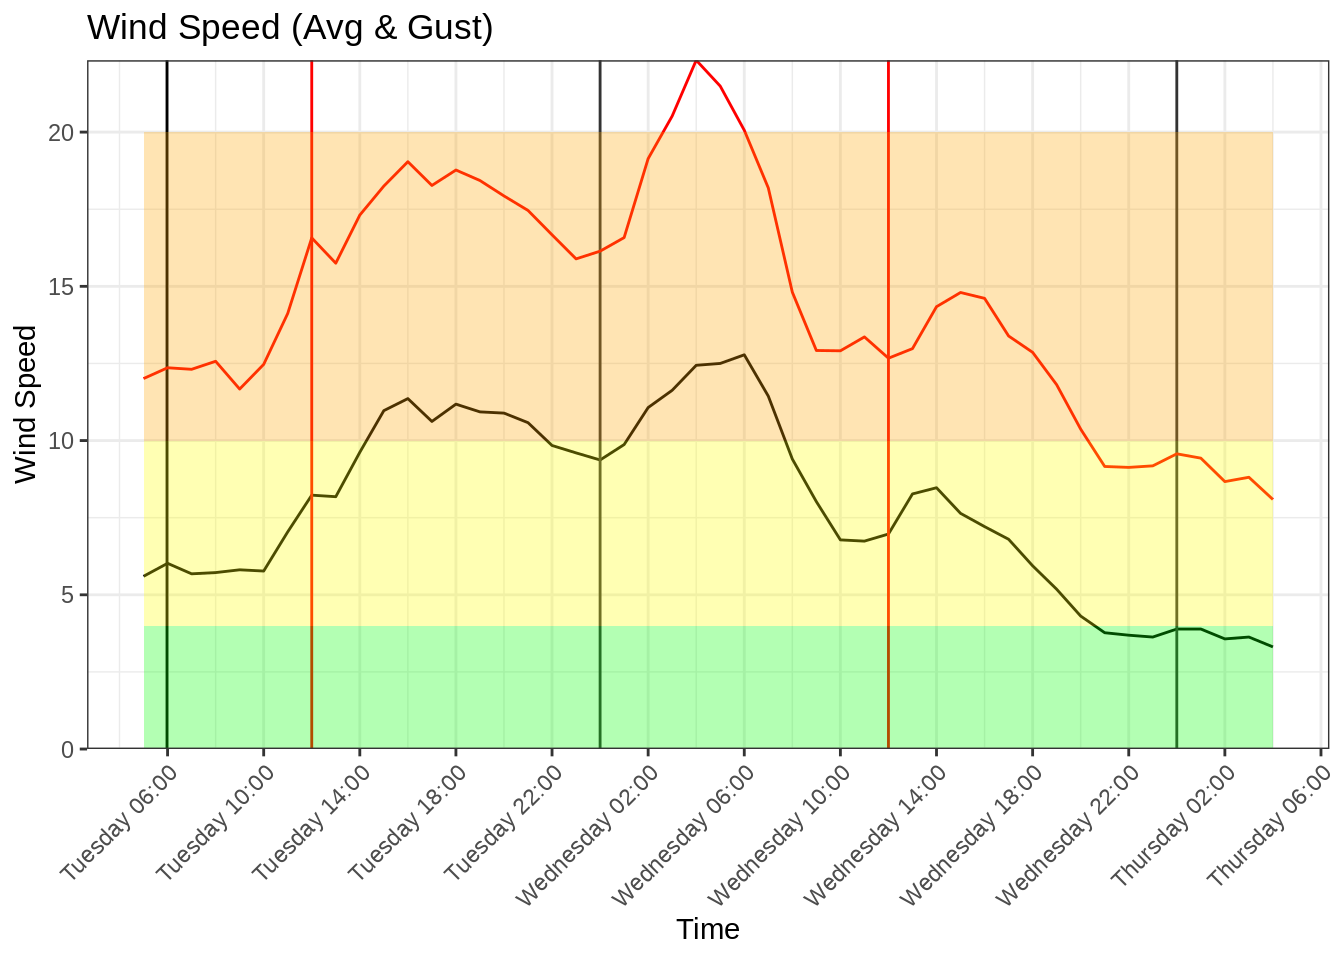 Wind Speed (Avg & Gust)
Wind Speed
20
15
10
5
0
Tuesday 06:00
Tuesday 10:00
Tuesday 14:00
Tuesday 18:00
Tuesday 22:00
Wednesday 02:00
Wednesday 06:00
Wednesday 10:00
Wednesday 14:00
Wednesday 18:00
Wednesday 22:00
Thursday 02:00
Thursday 06:00
Time